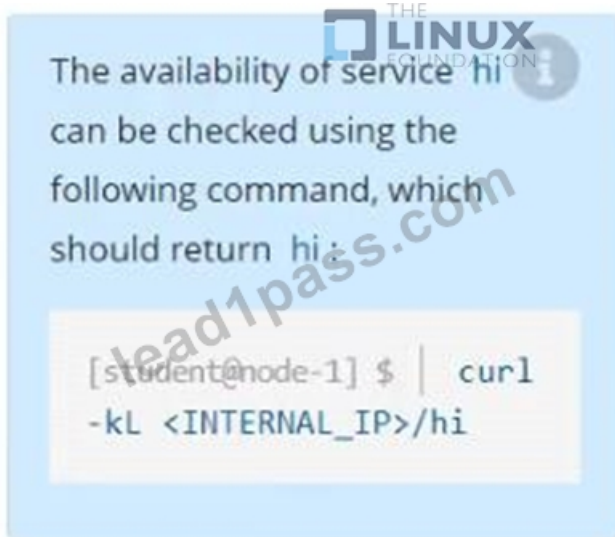 THE
LINUX
FOUNDATION
The availability of service hi
can be checked using the
following command, which
should return hi :
lead1pass.com
[student@node-1] $ | curl
-kL <INTERNAL_IP>/hi